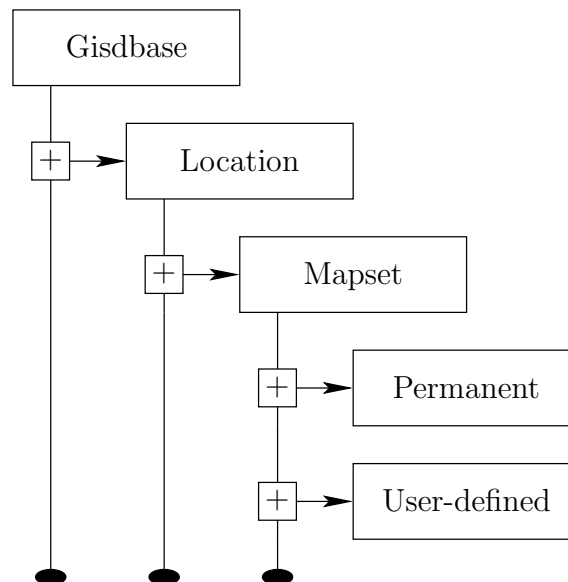 Gisdbase
+
Location
+
Mapset
+
Permanent
+
User-defined